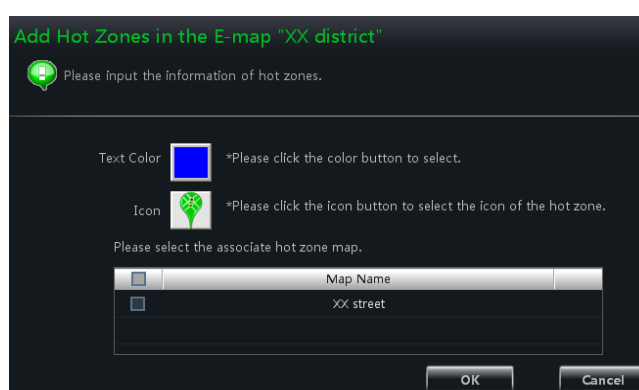 Add Hot Zones in the E-map "XX district"
Please input the information of hot zones.
Text Color *Please click the color button to select.
Icon *Please click the icon button to select the icon of the hot zone.
Please select the associate hot zone map.
Map Name
XX street
OK Cancel